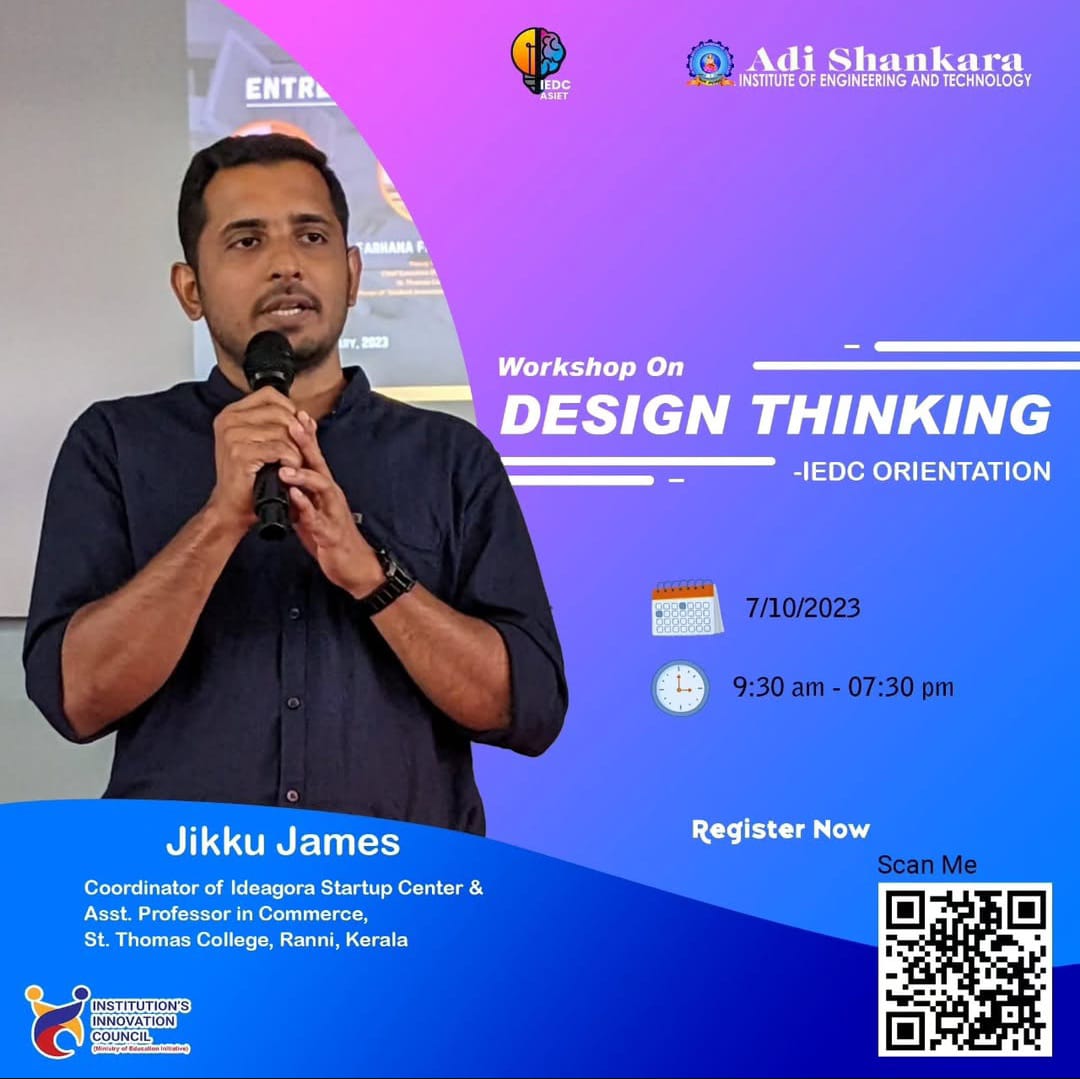 IEDC
ASIET
Adi Shankara
INSTITUTE OF ENGINEERING AND TECHNOLOGY
ENTRE
TARHANA F
2023
Workshop On
DESIGN THINKING
-IEDC ORIENTATION
7/10/2023
9:30 am - 07:30 pm
Jikku James
Coordinator of Ideagora Startup Center &
Asst. Professor in Commerce,
St. Thomas College, Ranni, Kerala
Register Now
Scan Me
INSTITUTION'S
INNOVATION
COUNCIL
(Ministry of Education Initiative)